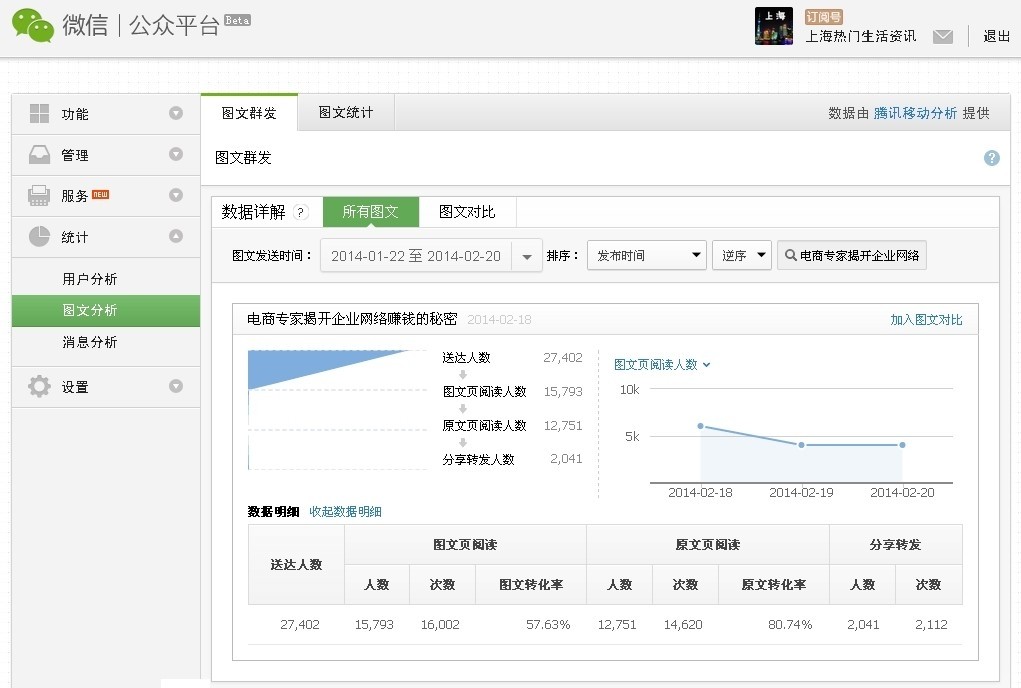 微信 | 公众平台 Beta
订阅号
上海热门生活资讯
退出
上海
功能
管理
服务 NEW
统计
用户分析
图文分析
消息分析
设置
图文群发 图文统计 数据由 腾讯移动分析 提供
图文群发 ?
数据详解 ? 所有图文 图文对比
图文发送时间： 2014-01-22 至 2014-02-20 排序： 发布时间 逆序 电商专家揭开企业网络
电商专家揭开企业网络赚钱的秘密 2014-02-18 加入图文对比
送达人数 27,402
图文页阅读人数 15,793
原文页阅读人数 12,751
分享转发人数 2,041
图文页阅读人数
10k
5k
2014-02-18 2014-02-19 2014-02-20
数据明细 收起数据明细
送达人数 图文页阅读 原文页阅读 分享转发
人数 次数 图文转化率 人数 次数 原文转化率 人数 次数
27,402 15,793 16,002 57.63% 12,751 14,620 80.74% 2,041 2,112